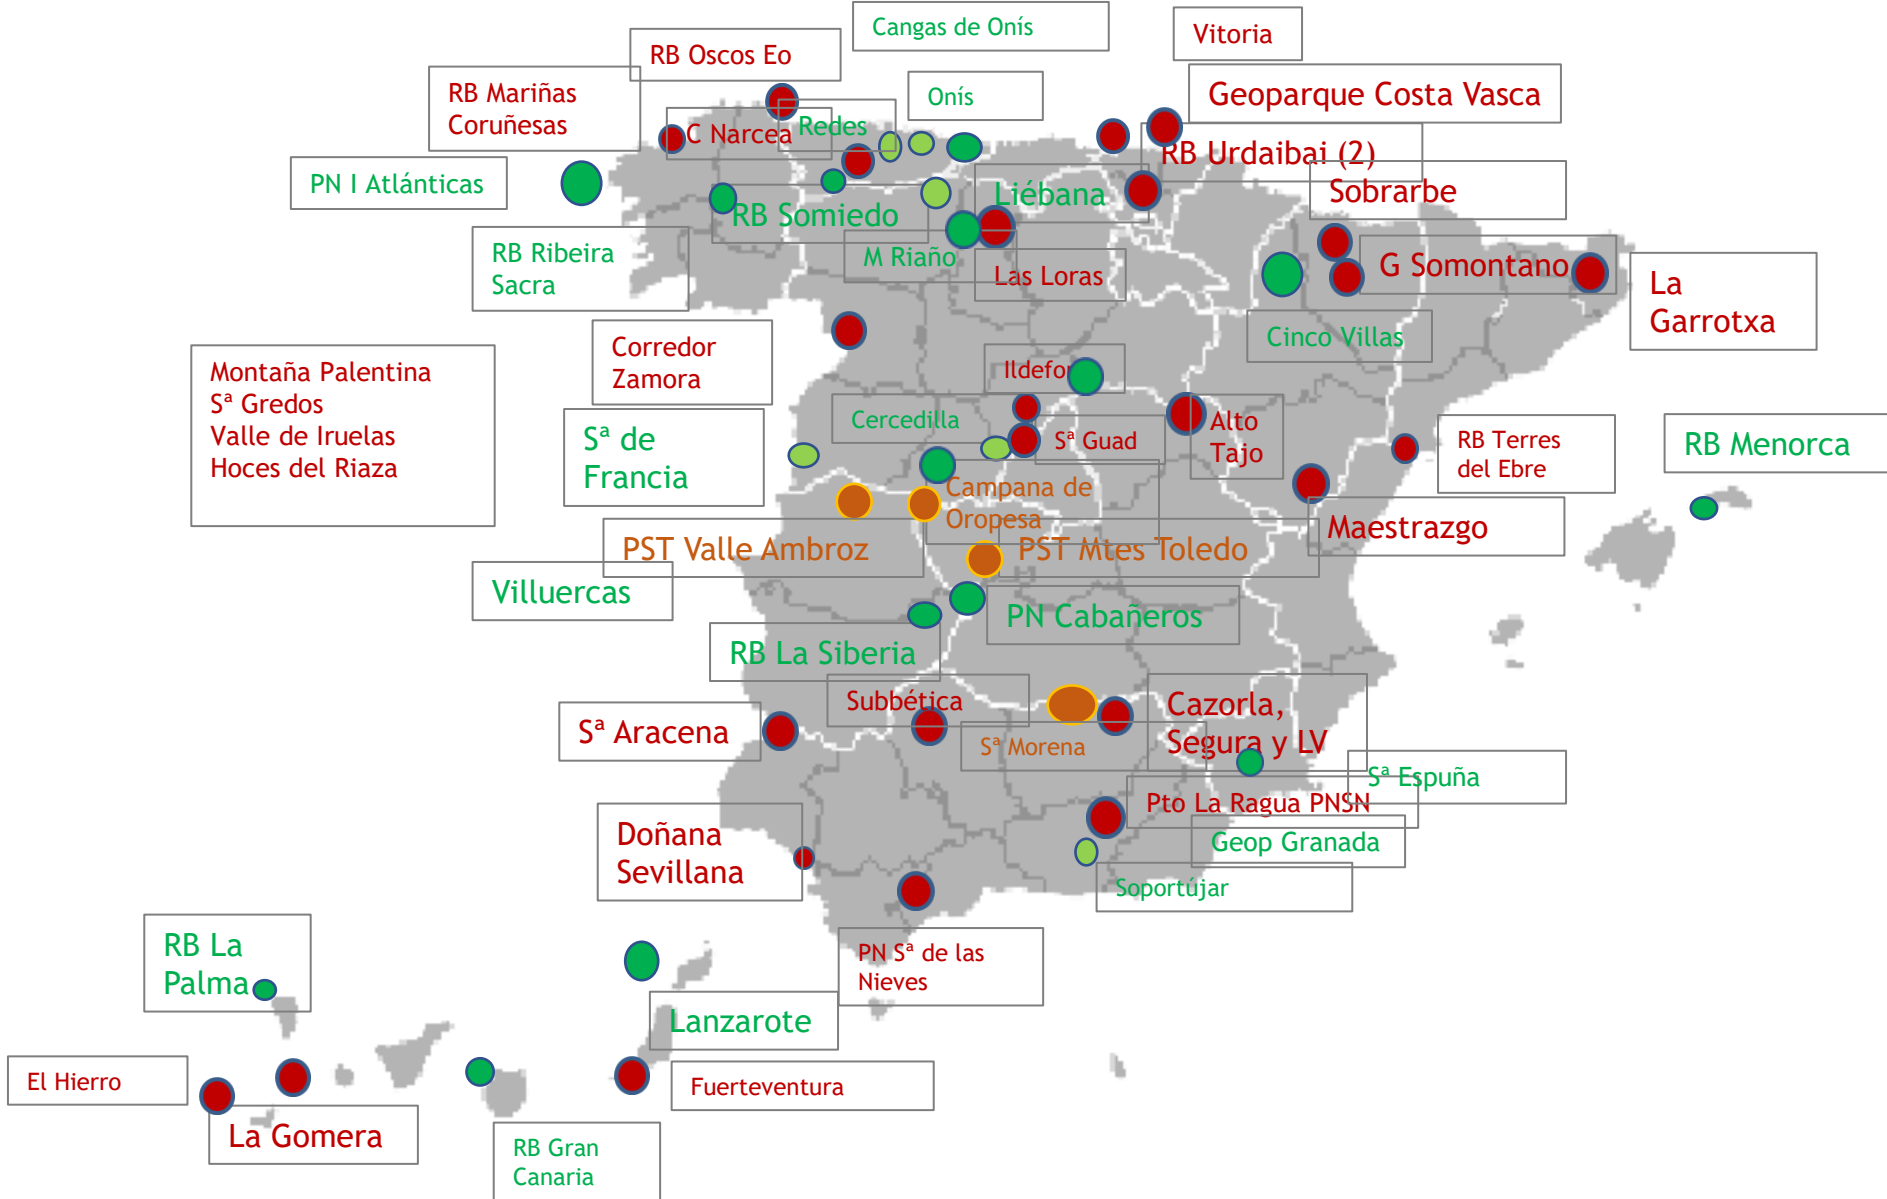 Cangas de Onís
Vitoria
RB Oscos Eo
RB Mariñas
Coruñesas
Onís
Geoparque Costa Vasca
C Narcea
Redes
RB Urdaibai (2)
PN I Atlánticas
Sobrarbe
RB Somiedo
Liébana
RB Ribeira
Sacra
M Riaño
Las Loras
G Somontano
La
Garrotxa
Cinco Villas
Corredor
Zamora
Montaña Palentina
Sª Gredos
Valle de Iruelas
Hoces del Riaza
Ildefo
Cercedilla
Sª de
Francia
Sª Guad
Alto
Tajo
RB Terres
del Ebre
RB Menorca
Campana de
Oropesa
PST Valle Ambroz
PST Mtes Toledo
Maestrazgo
Villuercas
PN Cabañeros
RB La Siberia
Subbética
Sª Aracena
Sª Morena
Cazorla,
Segura y LV
Sª Espuña
Pto La Ragua PNSN
Doñana
Sevillana
Geop Granada
Soportújar
PN Sª de las
Nieves
RB La
Palma
Lanzarote
El Hierro
Fuerteventura
La Gomera
RB Gran
Canaria